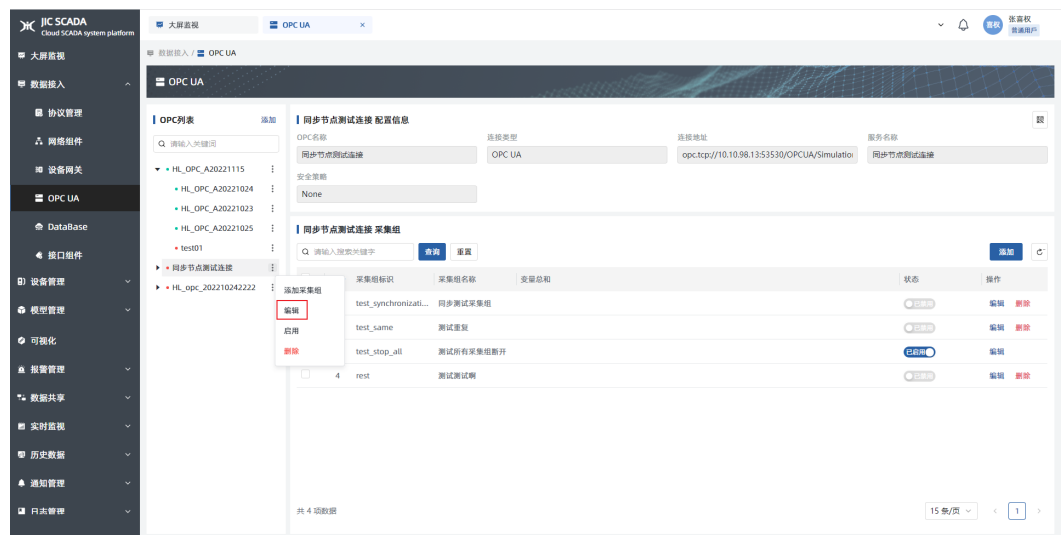 JIC SCADA
Cloud SCADA system platform
大屏监视
OPC UA ×
喜权
张喜权
普通用户
大屏监视
数据接入
协议管理
网络组件
设备网关
OPC UA
DataBase
接口组件
设备管理
模型管理
可视化
报警管理
数据共享
实时监视
历史数据
通知管理
日志管理
数据接入 / OPC UA
OPC UA
OPC列表 添加
请输入关键词
HL_OPC_A20221115
HL_OPC_A20221024
HL_OPC_A20221023
HL_OPC_A20221025
test01
同步节点测试连接
HL_opc_202210242222
添加采集组
编辑
启用
删除
同步节点测试连接 配置信息
OPC名称 连接类型 连接地址 服务名称
同步节点测试连接 OPC UA opc.tcp://10.10.98.13:53530/OPCUA/Simulation 同步节点测试连接
安全策略
None
同步节点测试连接 采集组
请输入搜索关键字 查询 重置 添加
采集组标识 采集组名称 变量总和 状态 操作
test_synchronizati... 同步测试采集组 已禁用 编辑 删除
test_same 测试重复 已禁用 编辑 删除
test_stop_all 测试所有采集组断开 已启用 编辑
4 rest 测试测试啊 已禁用 编辑 删除
共 4 项数据 15 条/页 < 1 >